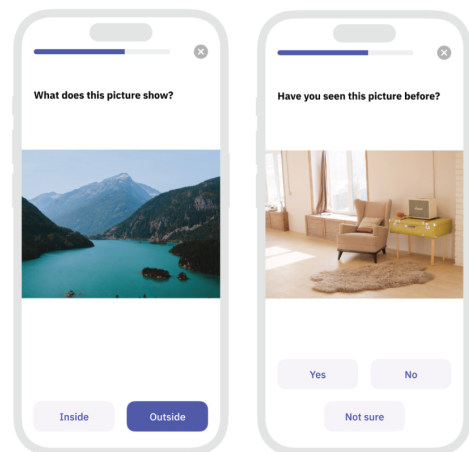 What does this picture show?
Inside
Outside
Have you seen this picture before?
Yes
No
Not sure